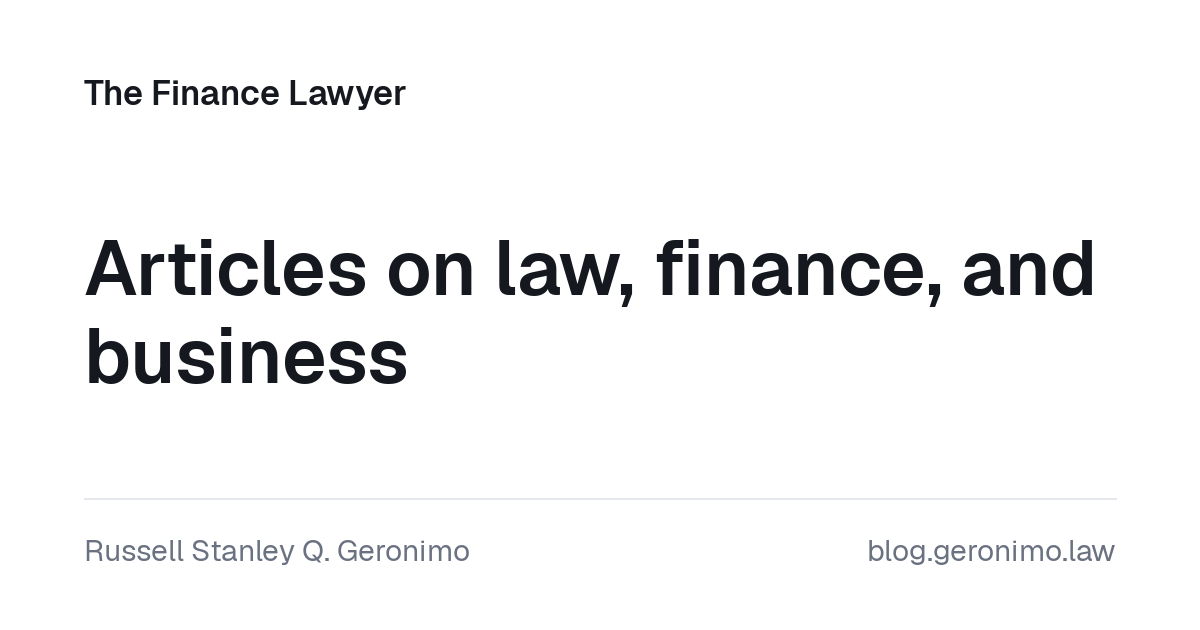 The Finance Lawyer
Articles on law, finance, and
business
Russell Stanley Q. Geronimo
blog.geronimo.law